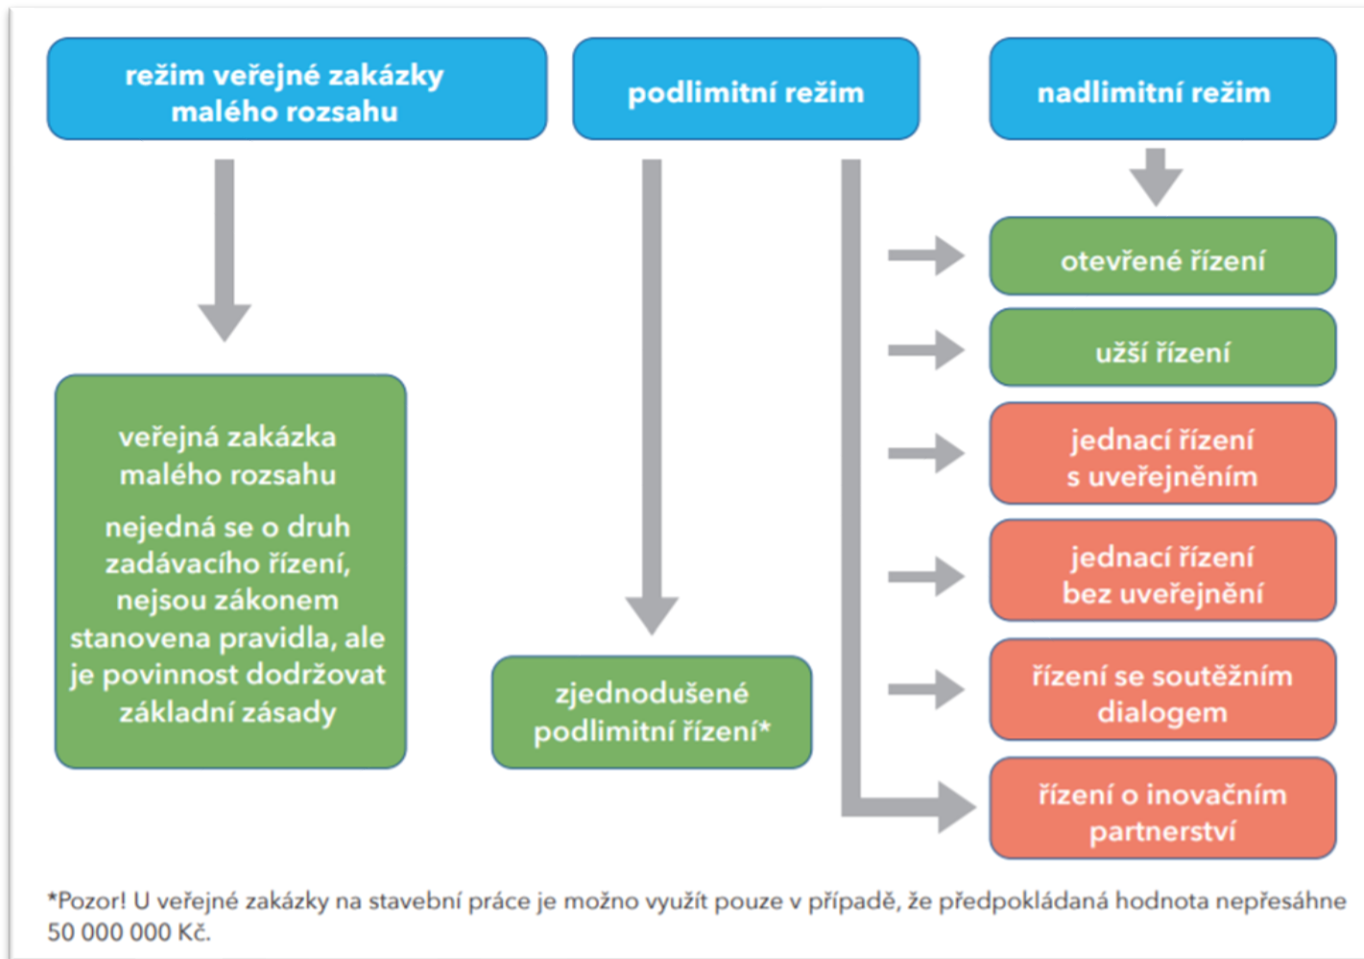 režim veřejné zakázky
malého rozsahu
podlimitní režim
nadlimitní režim
veřejná zakázka
malého rozsahu
nejedná se o druh
zadávacího řízení,
nejsou zákonem
stanovena pravidla, ale
je povinnost dodržovat
základní zásady
zjednodušené
podlimitní řízení*
otevřené řízení
užší řízení
jednací řízení
s uveřejněním
jednací řízení
bez uveřejnění
řízení se soutěžním
dialogem
řízení o inovačním
partnerství
*Pozor! U veřejné zakázky na stavební práce je možno využít pouze v případě, že předpokládaná hodnota nepřesáhne
50 000 000 Kč.